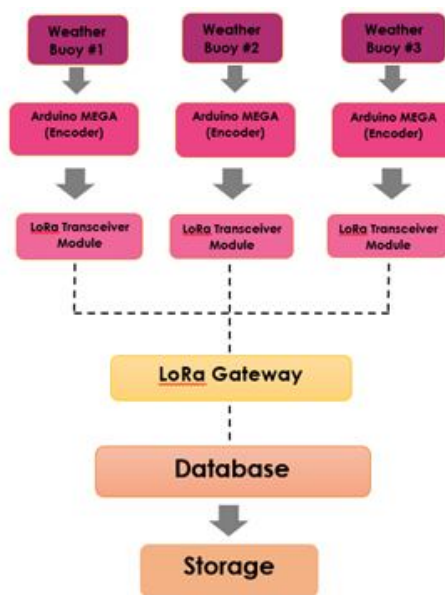 Weather
Buoy #1
Weather
Buoy #2
Weather
Buoy #3
Arduino MEGA
(Encoder)
Arduino MEGA
(Encoder)
Arduino MEGA
(Encoder)
LoRa Transceiver
Module
LoRa Transceiver
Module
LoRa Transceiver
Module
LoRa Gateway
Database
Storage